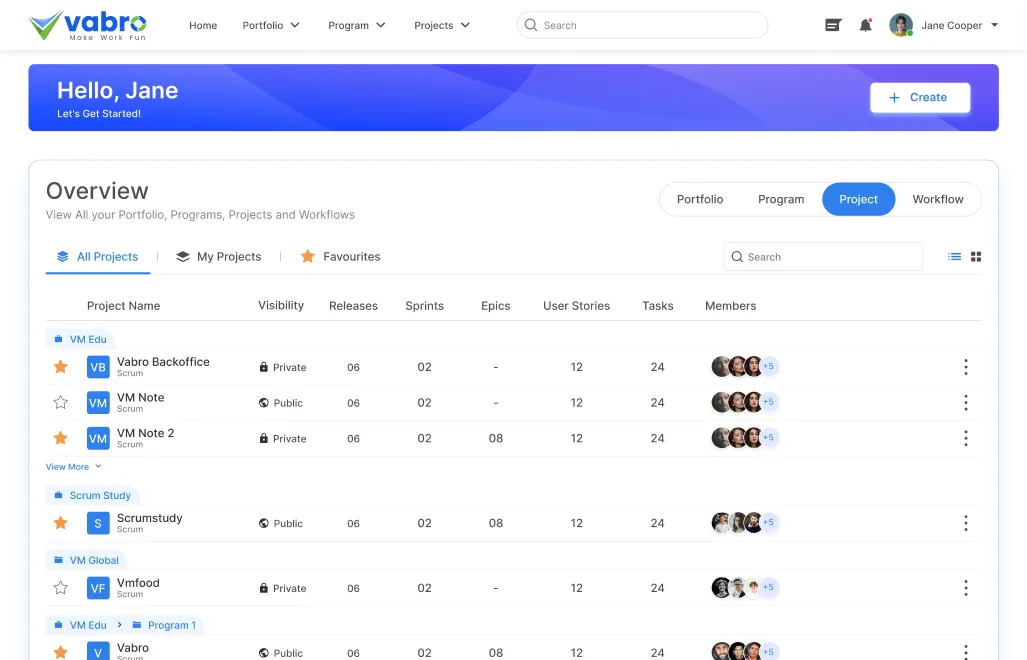 vabro
Make Work Fun
Home Portfolio Program Projects Search Jane Cooper
Hello, Jane
Let's Get Started!
+ Create
Overview
View All your Portfolio, Programs, Projects and Workflows
Portfolio Program Project Workflow
All Projects | My Projects | Favourites Search
Project Name Visibility Releases Sprints Epics User Stories Tasks Members
VM Edu
VB Vabro Backoffice Private 06 02 - 12 24 +5
Scrum
VM VM Note Public 06 02 - 12 24 +5
Scrum
VM VM Note 2 Private 06 02 08 12 24 +5
Scrum
View More
Scrum Study
S Scrumstudy Public 06 02 08 12 24 +5
Scrum
VM Global
VF Vmfood Private 06 02 - 12 24 +5
Scrum
VM Edu > Program 1
V Vabro Public 06 02 08 12 24 +5
Scrum